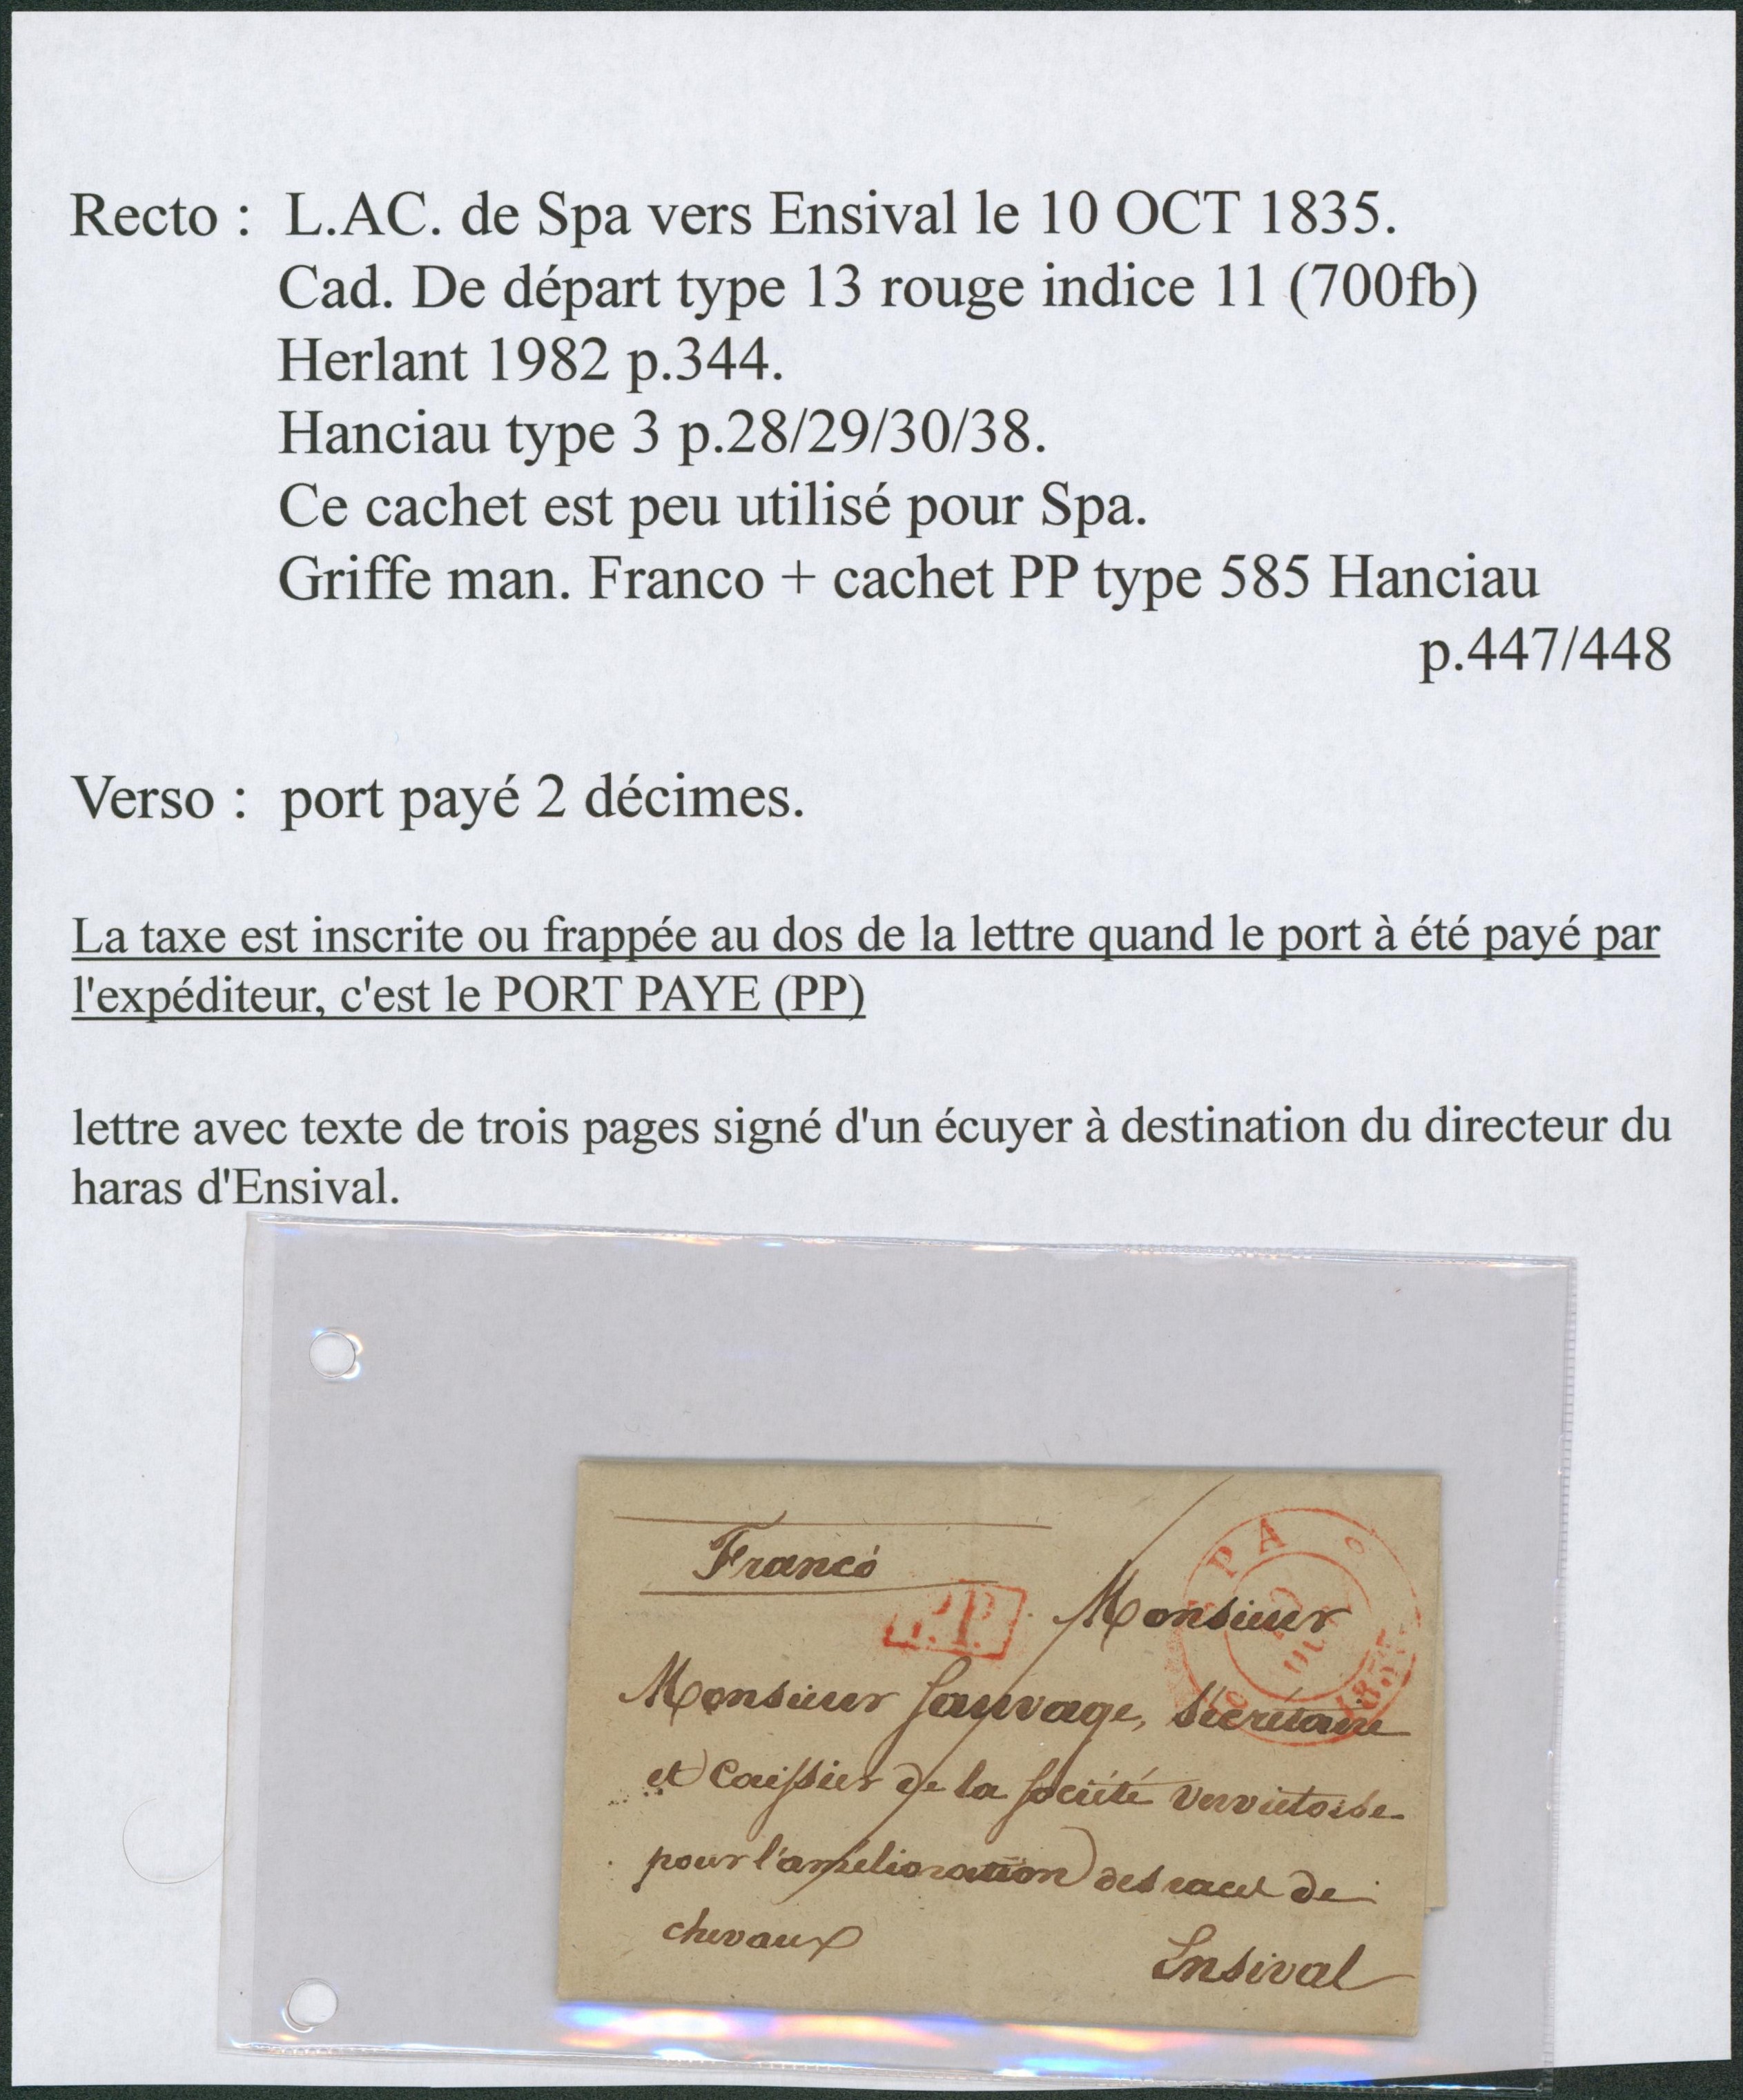 Recto : L.AC. de Spa vers Ensival le 10 OCT 1835.
Cad. De départ type 13 rouge indice 11 (700fb)
Herlant 1982 p.344.
Hanciau type 3 p.28/29/30/38.
Ce cachet est peu utilisé pour Spa.
Griffe man. Franco + cachet PP type 585 Hanciau
p.447/448
Verso : port payé 2 décimes.
La taxe est inscrite ou frappée au dos de la lettre quand le port à été payé par
l'expéditeur, c'est le PORT PAYE (PP)
lettre avec texte de trois pages signé d'un écuyer à destination du directeur du
haras d'Ensival.
Franco
P.P.
SPA
10
1835
Monsieur
Monsieur Sauvage, Sécrétaire
et Caissier de la Société Verviétoise
pour l'amélioration des races de
chevaux
Ensival